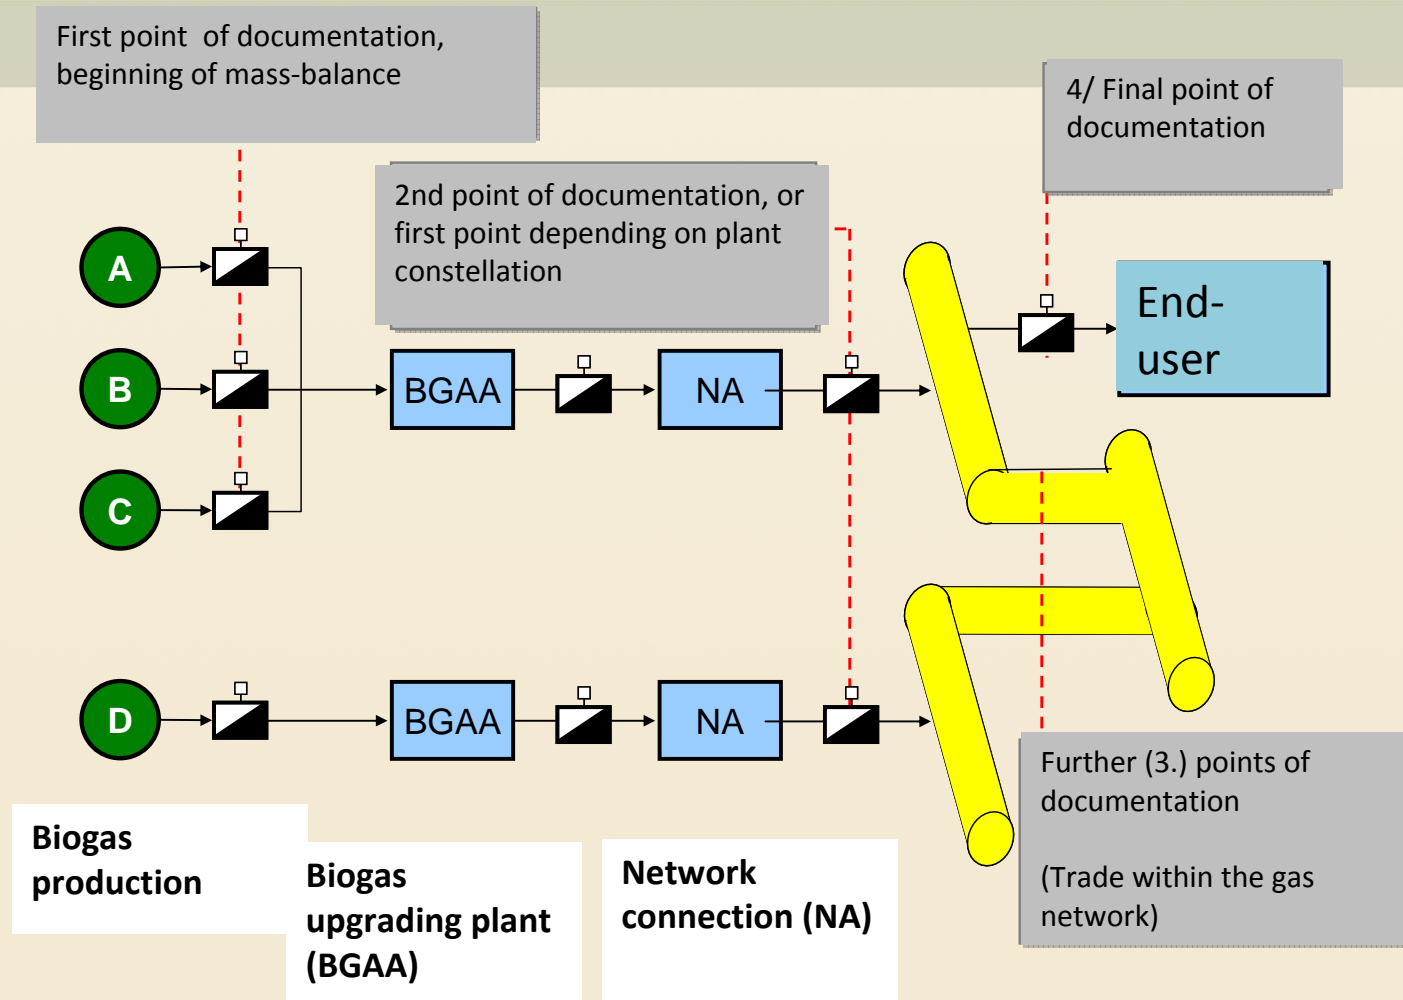 First point of documentation,
beginning of mass-balance
4/ Final point of
documentation
2nd point of documentation, or
first point depending on plant
constellation
A
End-
user
B
BGAA
NA
C
D
BGAA
NA
Further (3.) points of
documentation
(Trade within the gas
network)
Biogas
production
Biogas
upgrading plant
(BGAA)
Network
connection (NA)